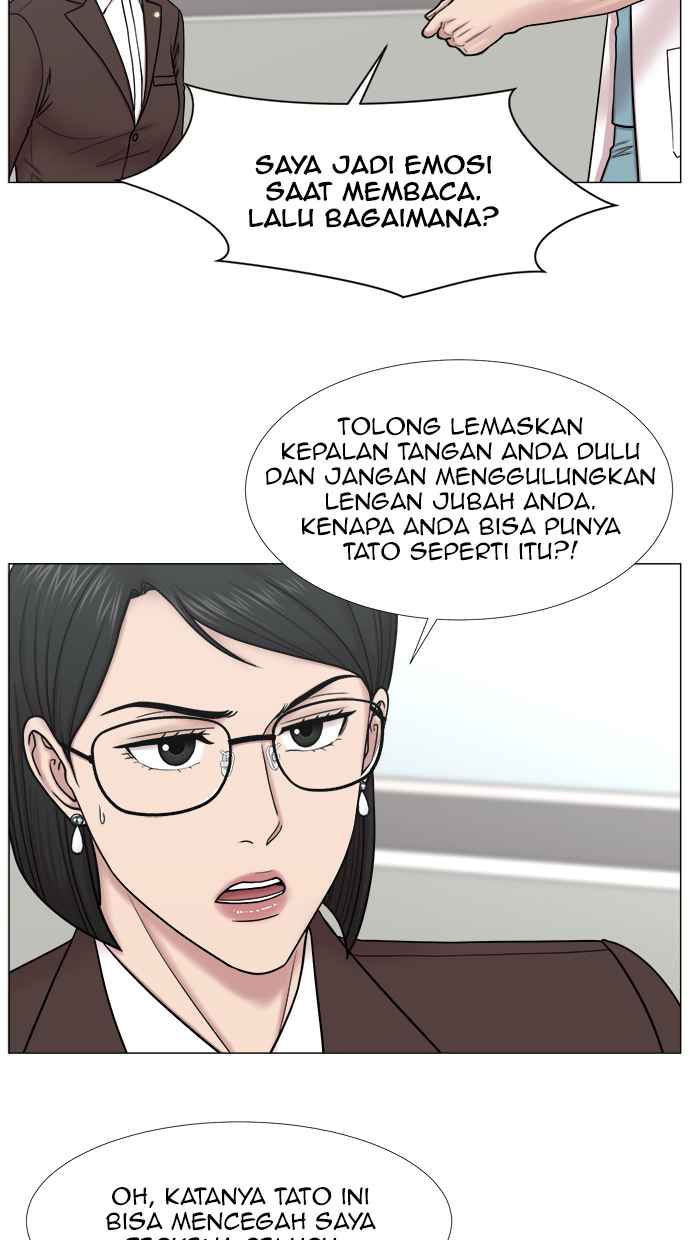 SAYA JADI EMOSI
SAAT MEMBACA.
LALU BAGAIMANA?
TOLONG LEMASKAN
KEPALAN TANGAN ANDA DULU
DAN JANGAN MENGGULUNGKAN
LENGAN JUBAH ANDA.
KENAPA ANDA BISA PUNYA
TATO SEPERTI ITU?!
OH, KATANYA TATO INI
BISA MENCEGAH SAYA